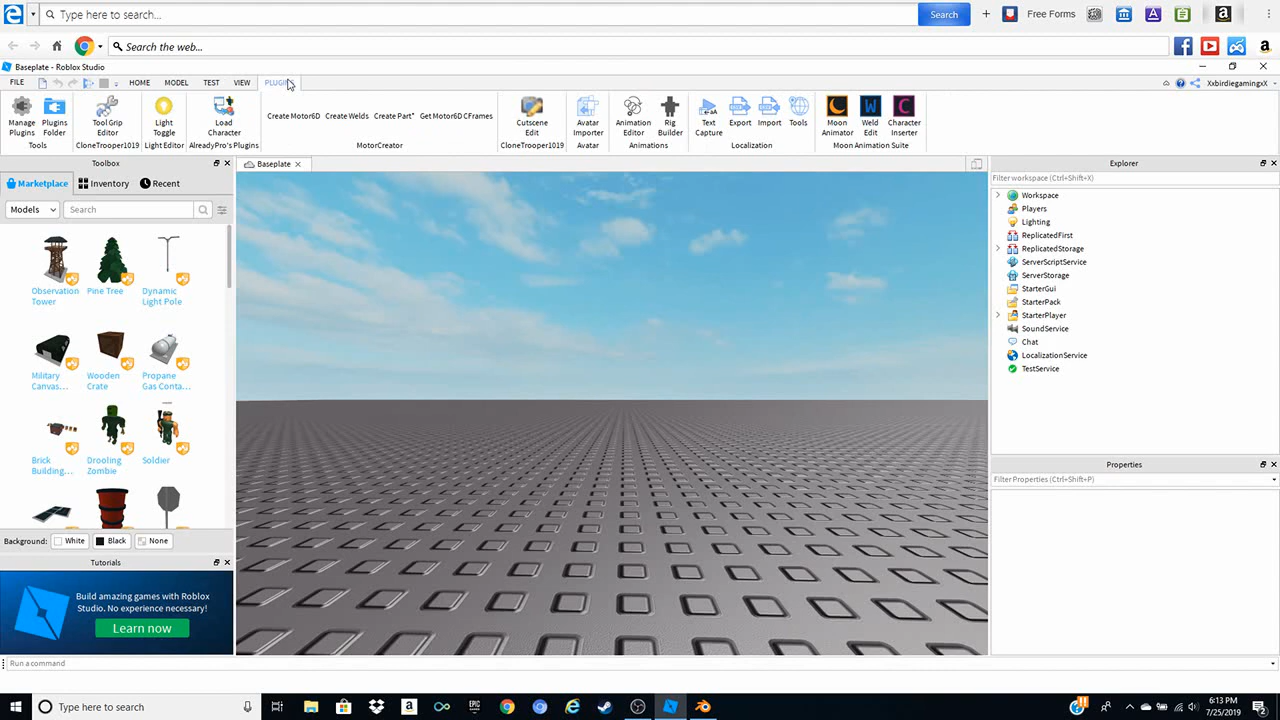 Type here to search...
Search
Free Forms
Search the web...
Baseplate - Roblox Studio
FILE HOME MODEL TEST VIEW PLUGINS
XxbirdiegamingxX
Manage Plugins
Plugins Folder
Tools
Tool Grip Editor
CloneTrooper1019
Light Toggle
Light Editor
Load Character
AlreadyPro's Plugins
Create Motor6D Create Welds Create Part* Get Motor6D CFrames
MotorCreator
Cutscene Edit
CloneTrooper1019
Avatar Importer
Avatar
Animation Editor
Rig Builder
Animations
Text Capture
Export
Import
Tools
Localization
Moon Animator
Weld Edit
Character Inserter
Moon Animation Suite
Toolbox
Marketplace Inventory Recent
Models Search
Observation Tower
Pine Tree
Dynamic Light Pole
Military Canvas...
Wooden Crate
Propane Gas Conta...
Brick Building...
Drooling Zombie
Soldier
Background: White Black None
Tutorials
Build amazing games with Roblox
Studio. No experience necessary!
Learn now
Baseplate
Explorer
Filter workspace (Ctrl+Shift+X)
Workspace
Players
Lighting
ReplicatedFirst
ReplicatedStorage
ServerScriptService
ServerStorage
StarterGui
StarterPack
StarterPlayer
SoundService
Chat
LocalizationService
TestService
Properties
Filter Properties (Ctrl+Shift+P)
Run a command
Type here to search
EPIC
6:13 PM
7/25/2019